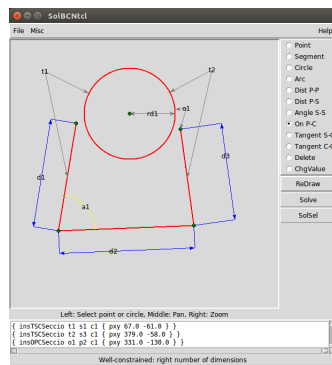 SolBCNtcl
File Misc Help
Point
Segment
Circle
Arc
Dist P-P
Dist P-S
Angle S-S
On P-C
Tangent S-C
Tangent C-C
Delete
ChgValue
ReDraw
Solve
SolSel
t1
t2
o1
rd1
d1
d3
a1
d2
Left: Select point or circle, Middle: Pan, Right: Zoom
{ insTSCSeccio t1 s1 c1 { pxy 67.0 -61.0 } }
{ insTSCSeccio t2 s3 c1 { pxy 379.0 -58.0 } }
{ insOPCSeccio o1 p2 c1 { pxy 331.0 -130.0 } }
Well-constrained: right number of dimensions